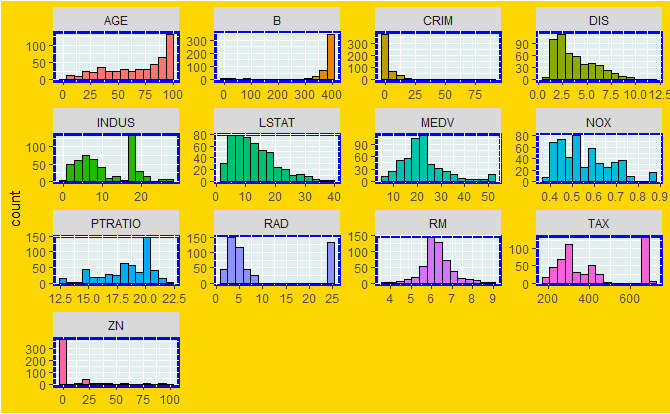 AGE B CRIM DIS
100 50 0 0 25 50 75 100
300 200 100 0 0 100 200 300 400
300 200 100 0 0 25 50 75
90 60 30 0 0.0 2.5 5.0 7.5 10.0 12.5
INDUS LSTAT MEDV NOX
100 50 0 0 10 20
80 60 40 20 0 0 10 20 30 40
90 60 30 0 10 20 30 40 50
80 60 40 20 0 0.4 0.5 0.6 0.7 0.8 0.9
count
PTRATIO RAD RM TAX
150 100 50 0 12.5 15.0 17.5 20.0 22.5
150 100 50 0 0 5 10 15 20 25
150 100 50 0 4 5 6 7 8 9
100 50 0 200 400 600
ZN
300 200 100 0 0 25 50 75 100